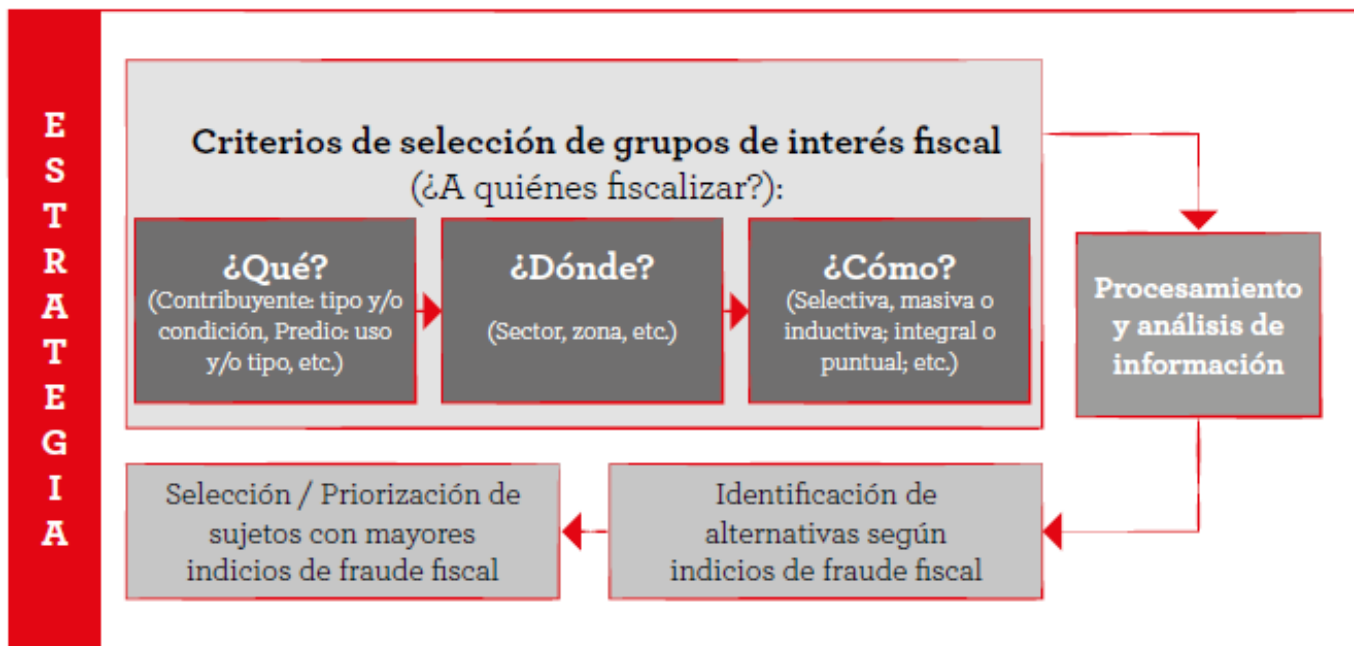 ESTRATEGIA
Criterios de selección de grupos de interés fiscal
(¿A quiénes fiscalizar?):
¿Qué?
(Contribuyente: tipo y/o
condición, Predio: uso
y/o tipo, etc.)
¿Dónde?
(Sector, zona, etc.)
¿Cómo?
(Selectiva, masiva o
inductiva; integral o
puntual; etc.)
Procesamiento
y análisis de
información
Identificación de
alternativas según
indicios de fraude fiscal
Selección / Priorización de
sujetos con mayores
indicios de fraude fiscal